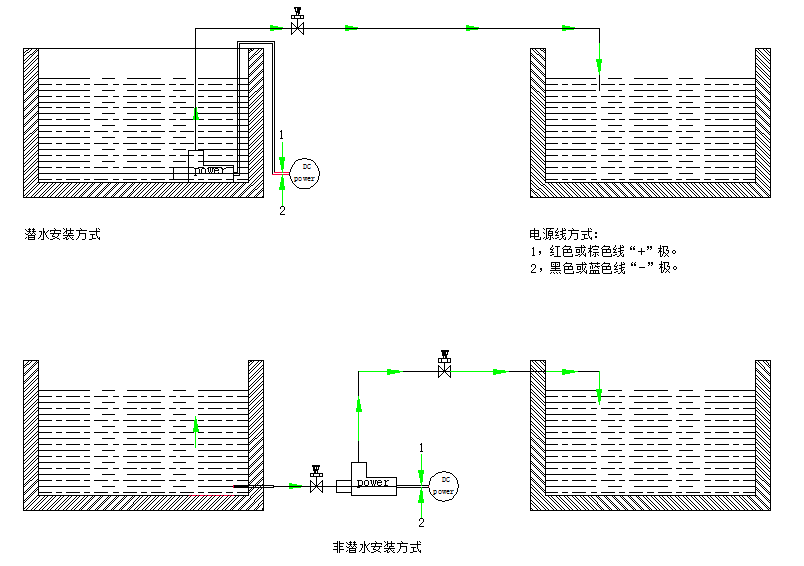 1
DC
power
power
2
潜水安装方式
电源线方式:
1，红色或棕色线“+”极。
2，黑色或蓝色线“-”极。
1
DC
power
power
2
非潜水安装方式